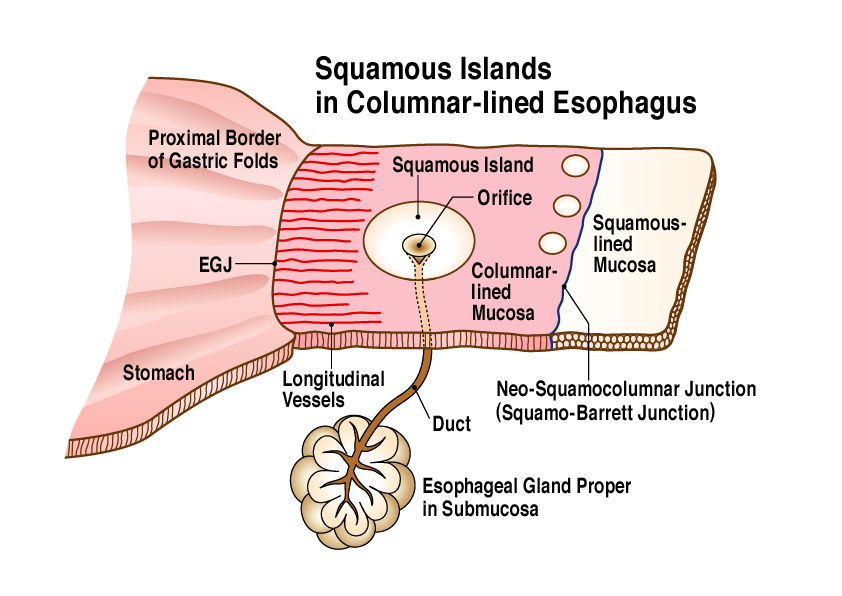 Squamous Islands
in Columnar-lined Esophagus
Proximal Border
of Gastric Folds
Squamous Island
Orifice
Squamous-
lined
Mucosa
EGJ
Columnar-
lined
Mucosa
Stomach
Longitudinal
Vessels
Neo-Squamocolumnar Junction
(Squamo-Barrett Junction)
Duct
Esophageal Gland Proper
in Submucosa